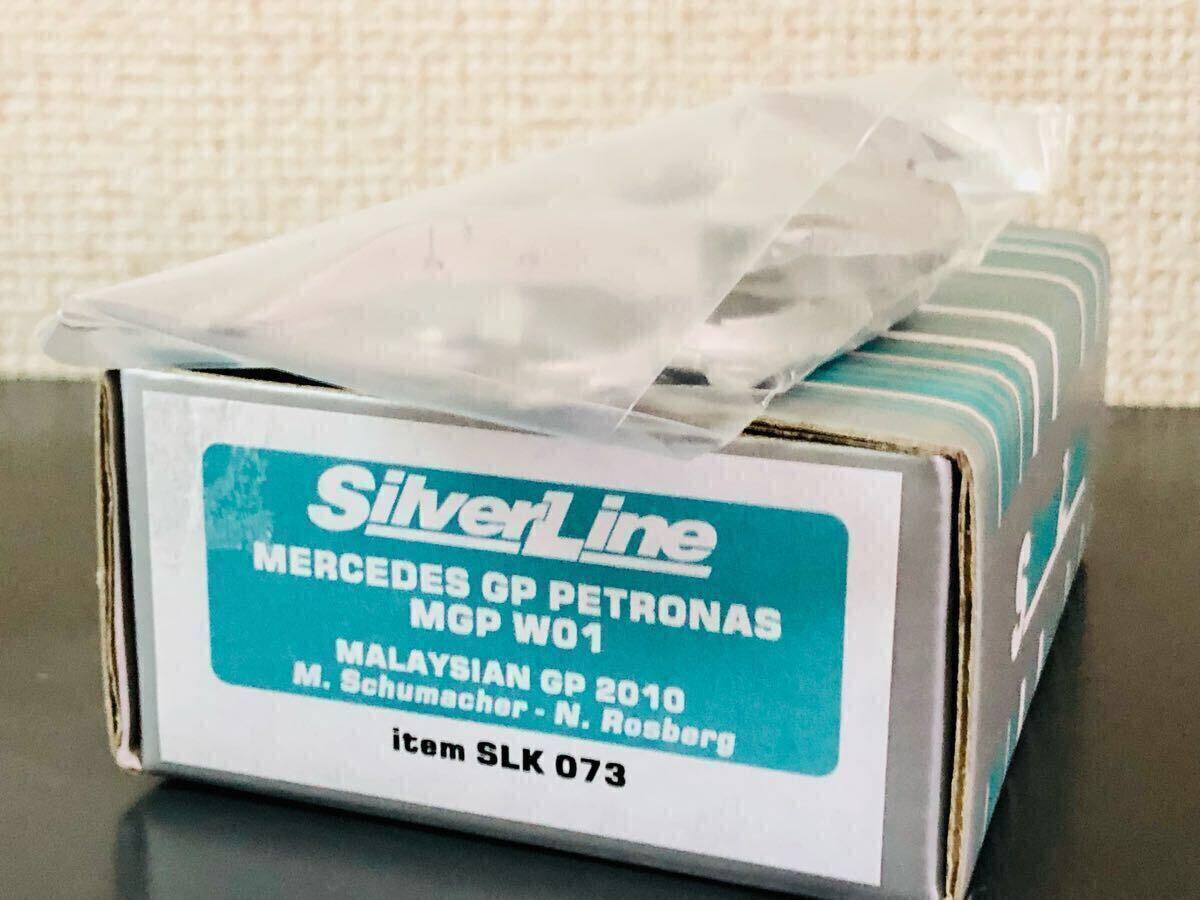 SilverLine
MERCEDES GP PETRONAS
MGP W01
MALAYSIAN GP 2010
M. Schumacher - N. Rosberg
item SLK 073